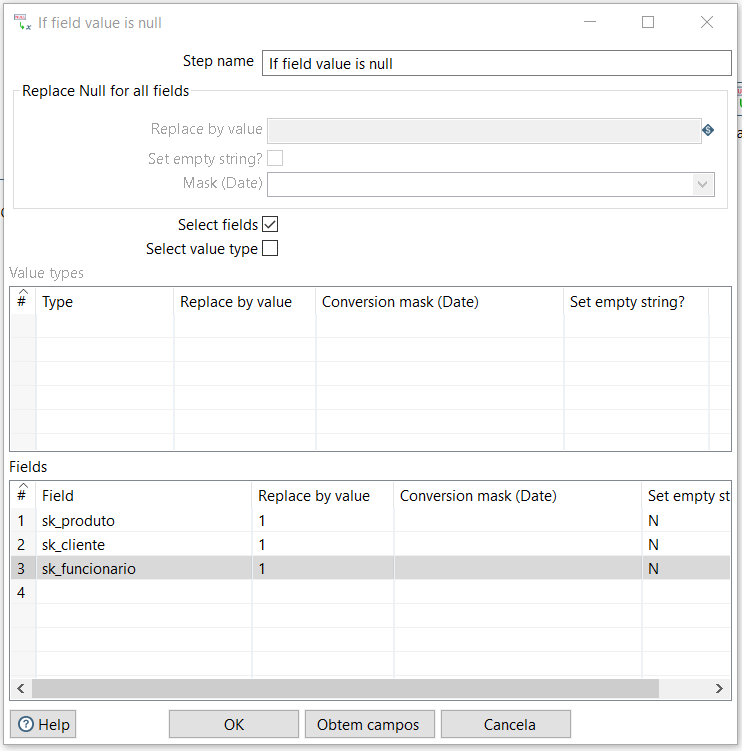 If field value is null
Step name If field value is null
Replace Null for all fields
Replace by value
Set empty string?
Mask (Date)
Select fields
Select value type
Value types
# Type Replace by value Conversion mask (Date) Set empty string?
Fields
# Field Replace by value Conversion mask (Date) Set empty st
1 sk_produto 1 N
2 sk_cliente 1 N
3 sk_funcionario 1 N
4
Help OK Obtem campos Cancela